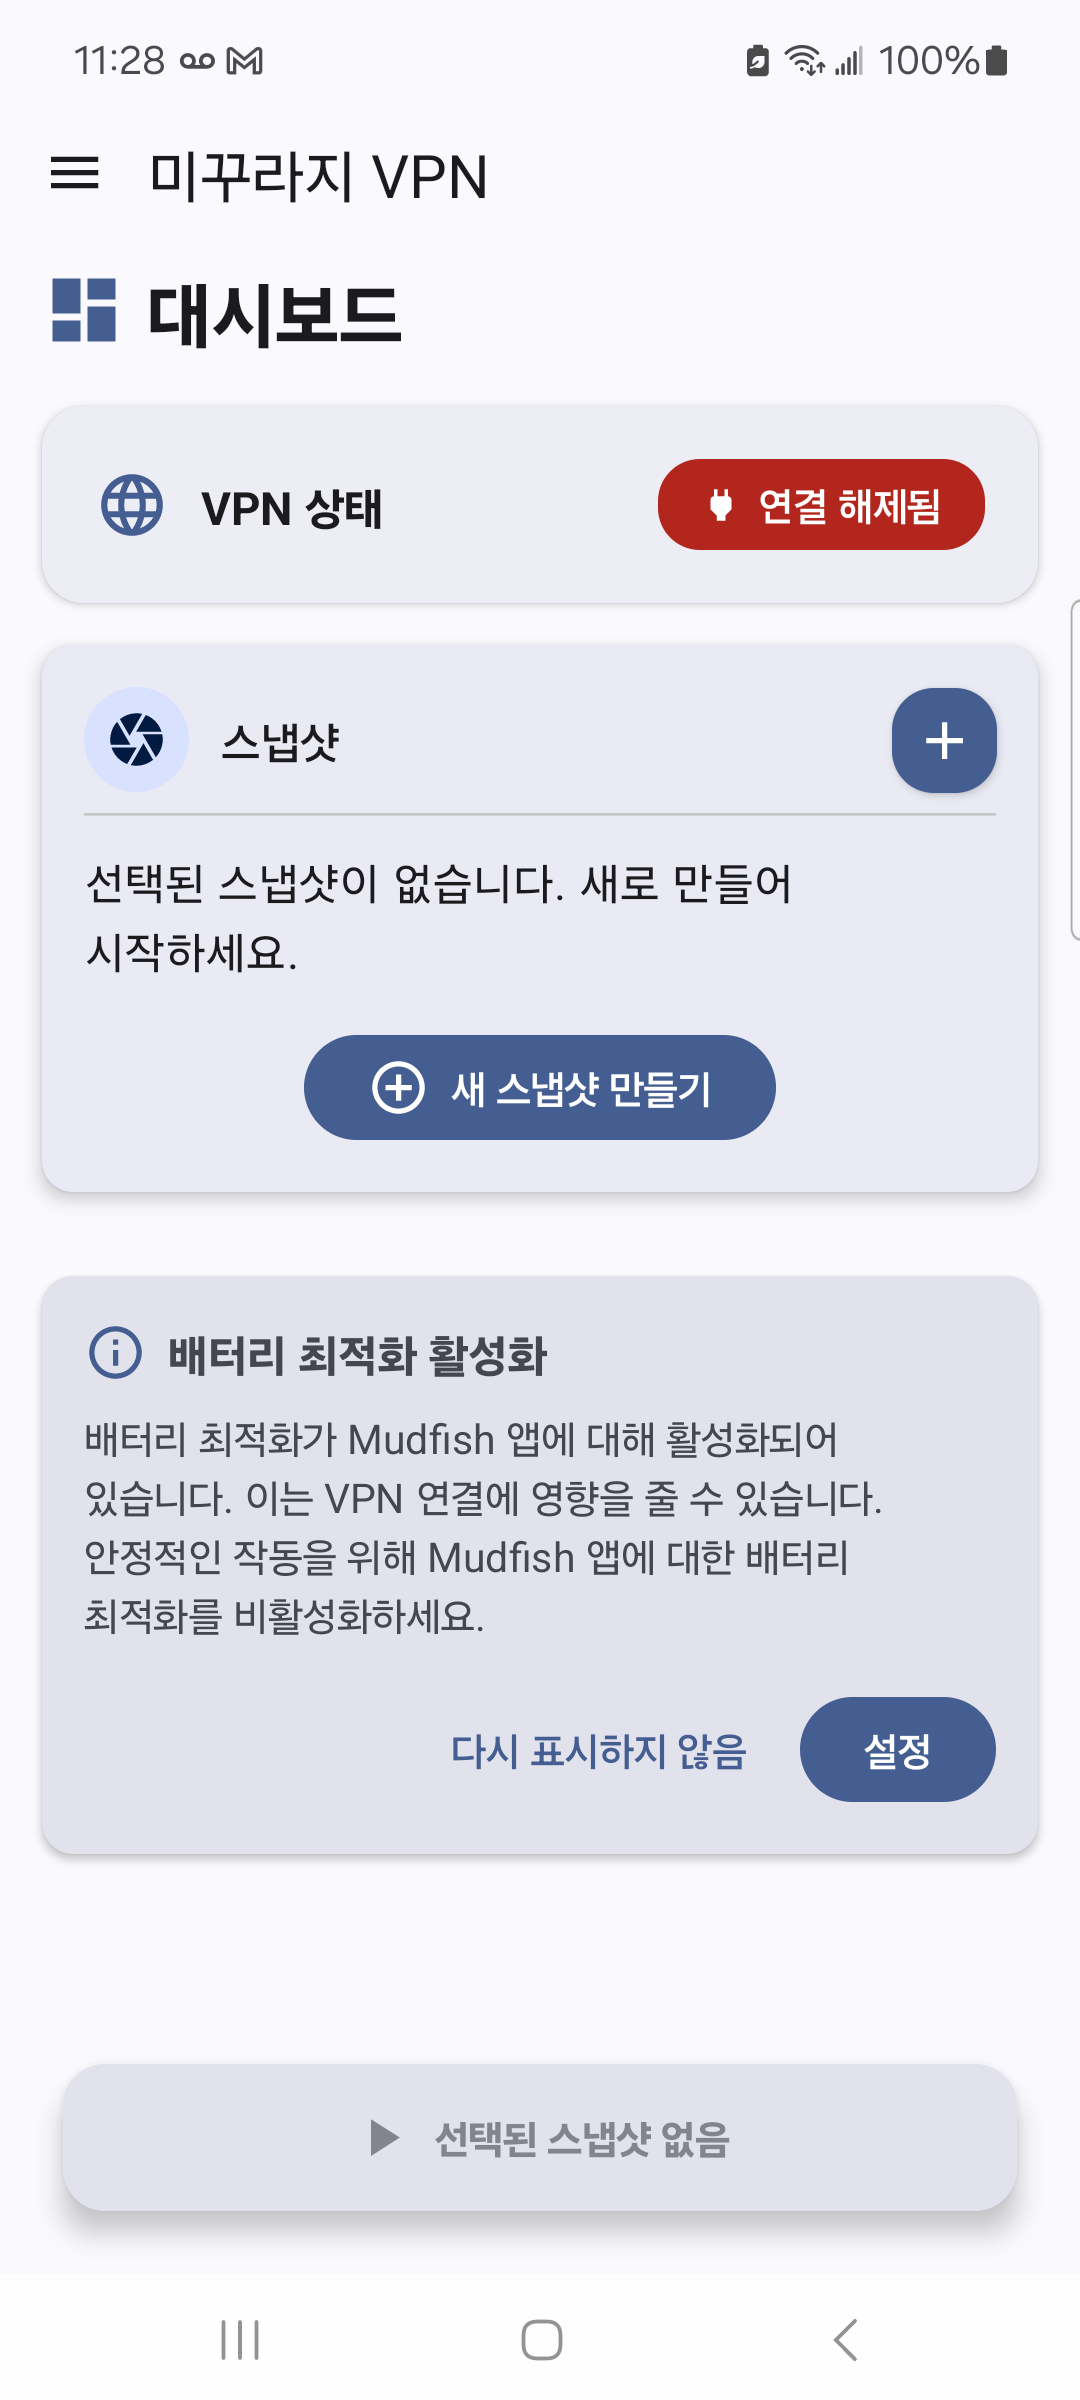 11:28
100%
미꾸라지 VPN
대시보드
VPN 상태
연결 해제됨
스냅샷
선택된 스냅샷이 없습니다. 새로 만들어
시작하세요.
새 스냅샷 만들기
배터리 최적화 활성화
배터리 최적화가 Mudfish 앱에 대해 활성화되어
있습니다. 이는 VPN 연결에 영향을 줄 수 있습니다.
안정적인 작동을 위해 Mudfish 앱에 대한 배터리
최적화를 비활성화하세요.
다시 표시하지 않음
설정
선택된 스냅샷 없음